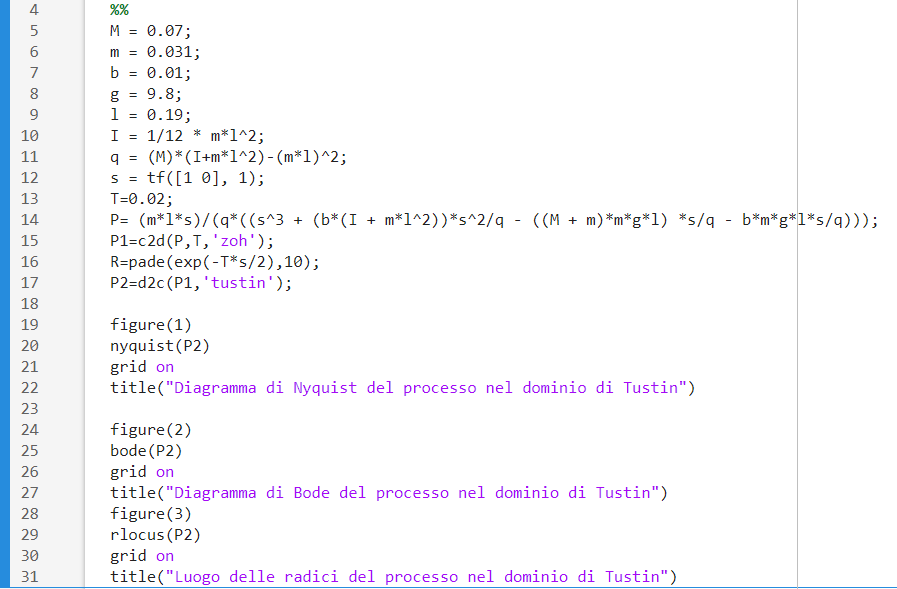 4 %%
5 M = 0.07;
6 m = 0.031;
7 b = 0.01;
8 g = 9.8;
9 l = 0.19;
10 I = 1/12 * m*l^2;
11 q = (M)*(I+m*l^2)-(m*l)^2;
12 s = tf([1 0], 1);
13 T=0.02;
14 P= (m*l*s)/(q*((s^3 + (b*(I + m*l^2))*s^2/q - ((M + m)*m*g*l) *s/q - b*m*g*l*s/q)));
15 P1=c2d(P,T,'zoh');
16 R=pade(exp(-T*s/2),10);
17 P2=d2c(P1,'tustin');
18
19 figure(1)
20 nyquist(P2)
21 grid on
22 title("Diagramma di Nyquist del processo nel dominio di Tustin")
23
24 figure(2)
25 bode(P2)
26 grid on
27 title("Diagramma di Bode del processo nel dominio di Tustin")
28 figure(3)
29 rlocus(P2)
30 grid on
31 title("Luogo delle radici del processo nel dominio di Tustin")